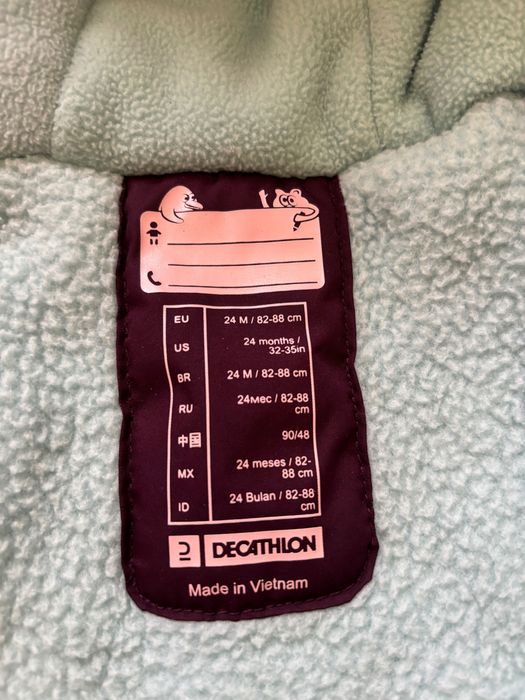 EU 24 M / 82-88 cm
US 24 months /
32-35in
BR 24 M / 82-88 cm
RU 24мес / 82-88
cm
中国 90/48
MX 24 meses / 82-
88 cm
ID 24 Bulan / 82-88
cm
DECATHLON
Made in Vietnam